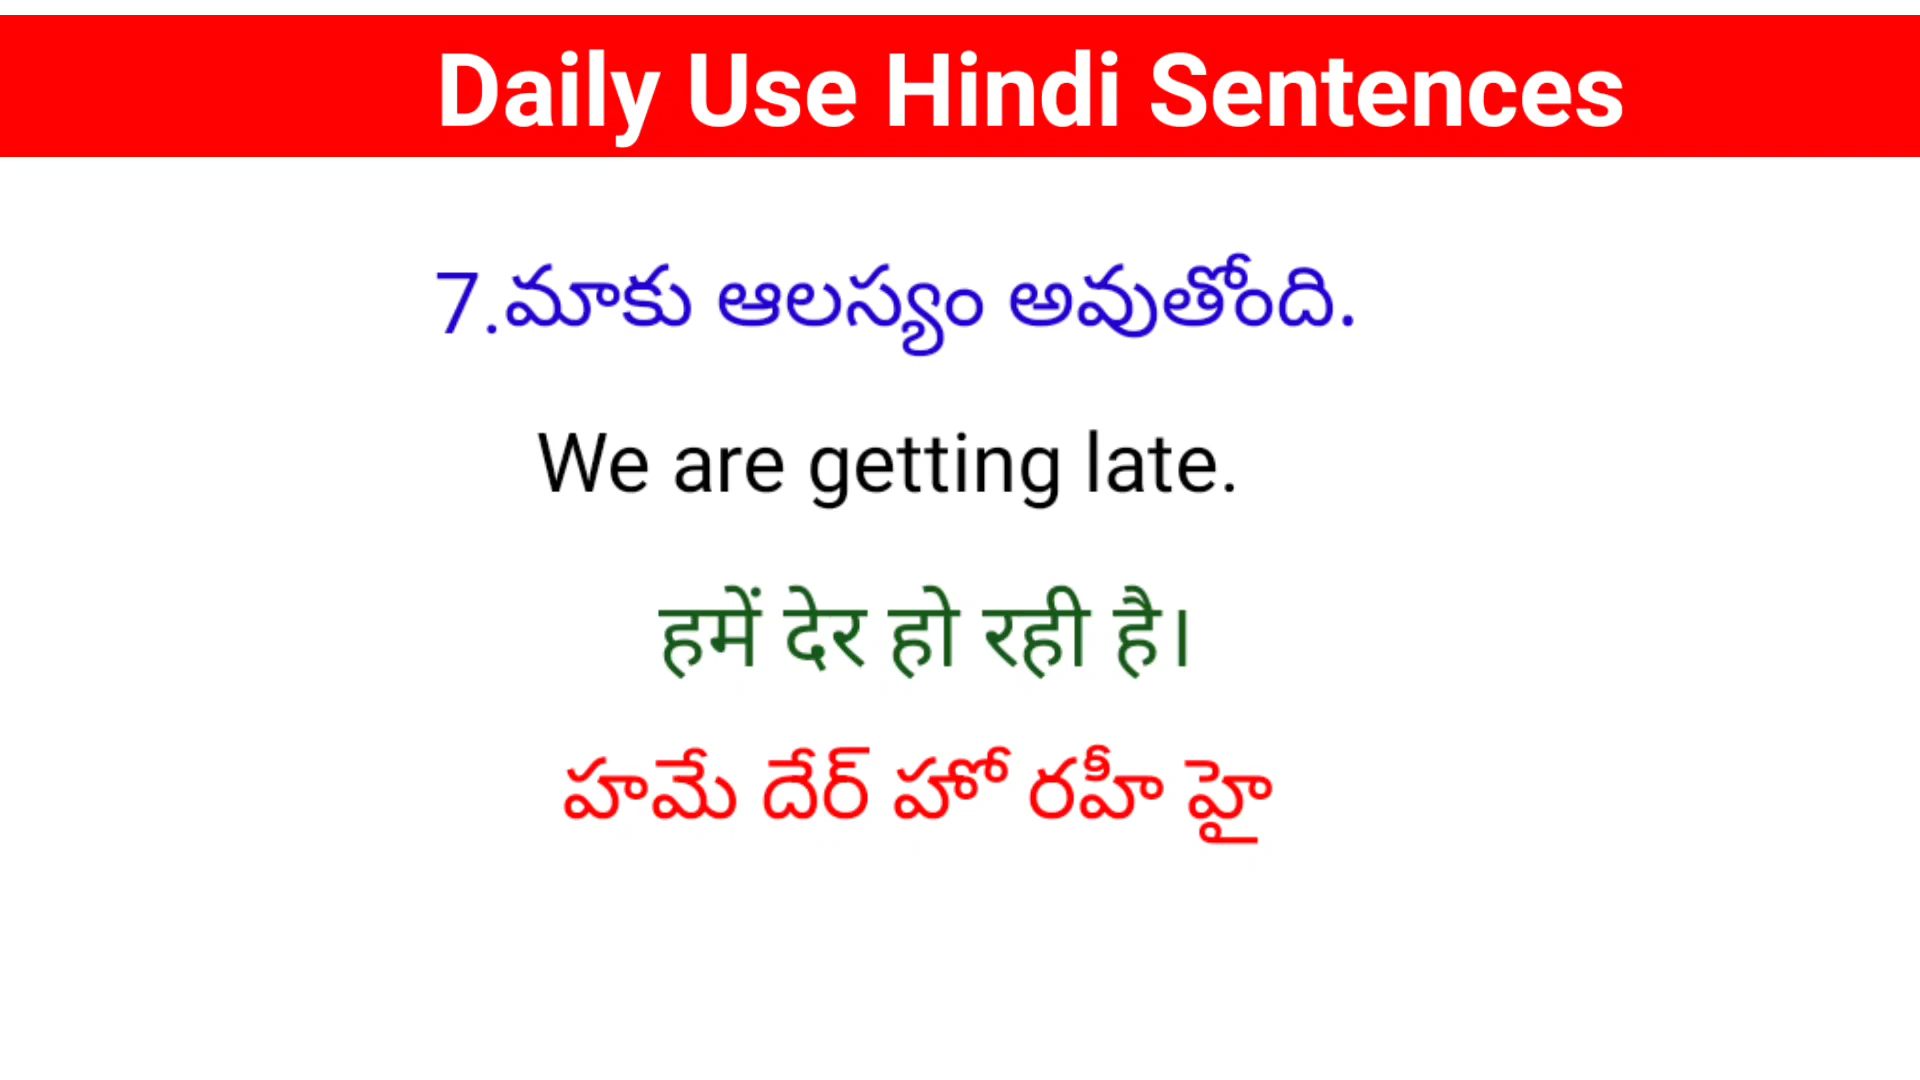 Daily Use Hindi Sentences
7.మాకు ఆలస్యం అవుతోంది.
We are getting late.
हमें देर हो रही है।
హమే దేర్ హో రహీ హై